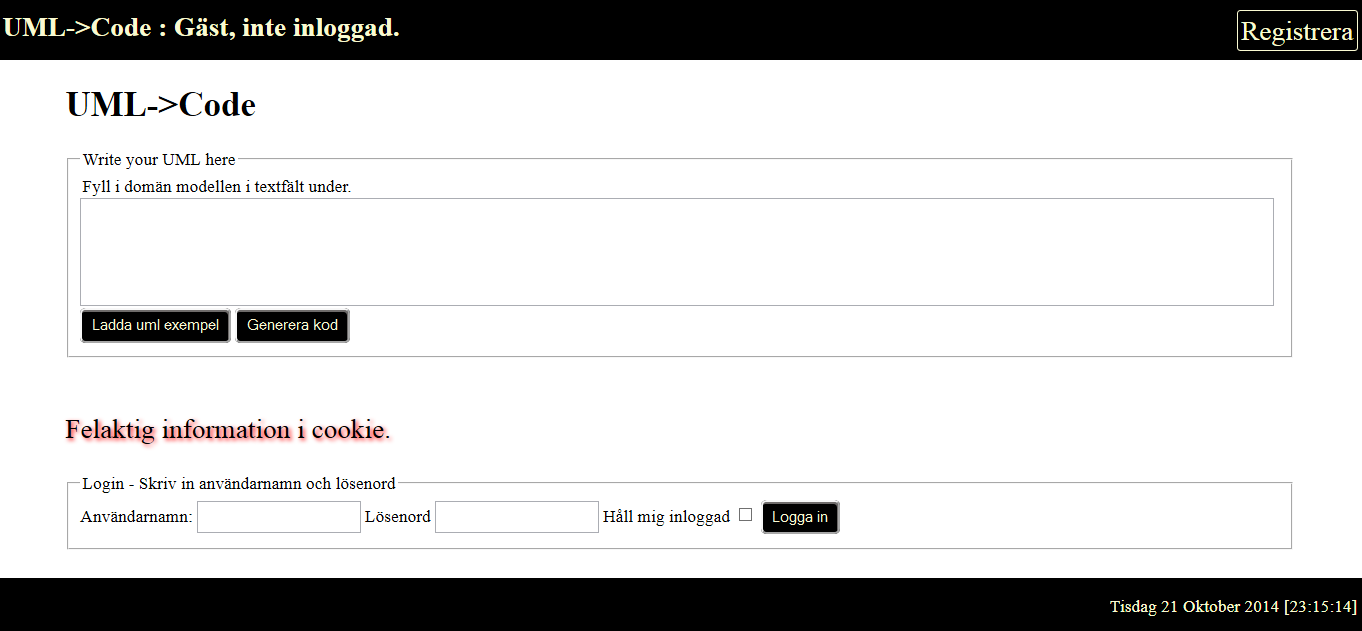 UML->Code : Gäst, inte inloggad.
Registrera
UML->Code
Write your UML here
Fyll i domän modellen i textfält under.
Ladda uml exempel Generera kod
Felaktig information i cookie.
Login - Skriv in användarnamn och lösenord
Användarnamn: Lösenord Håll mig inloggad Logga in
Tisdag 21 Oktober 2014 [23:15:14]